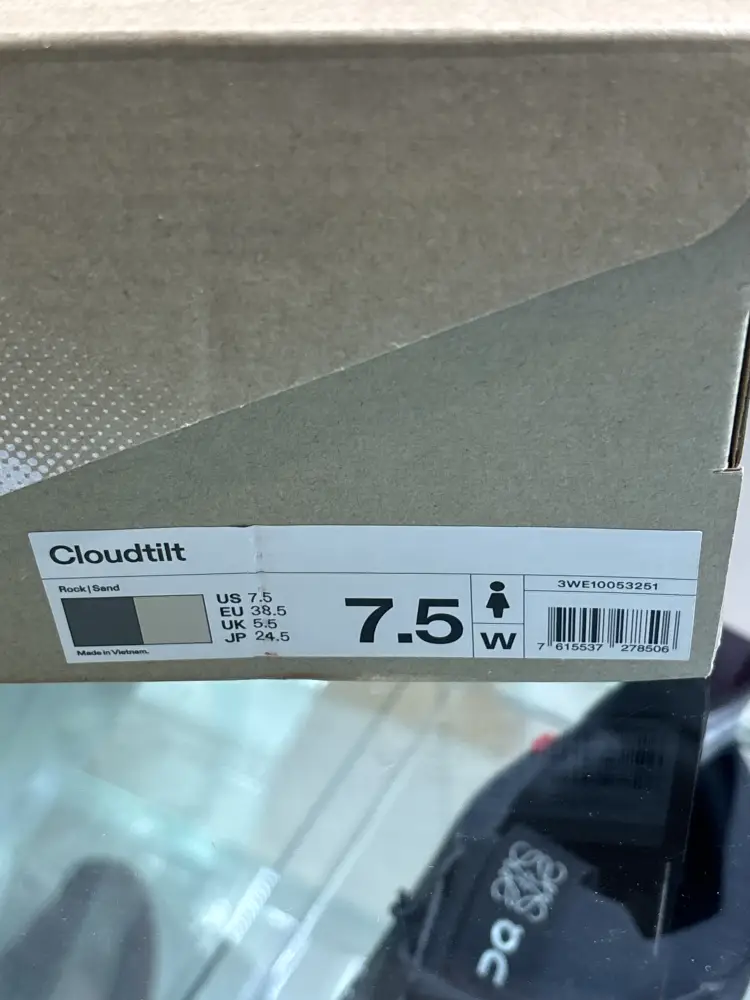 Cloudtilt
Rock|Sand
US 7.5
EU 38.5
UK 5.5
JP 24.5
Made in Vietnam.
7.5
W
3WE10053251
7 615537 278506